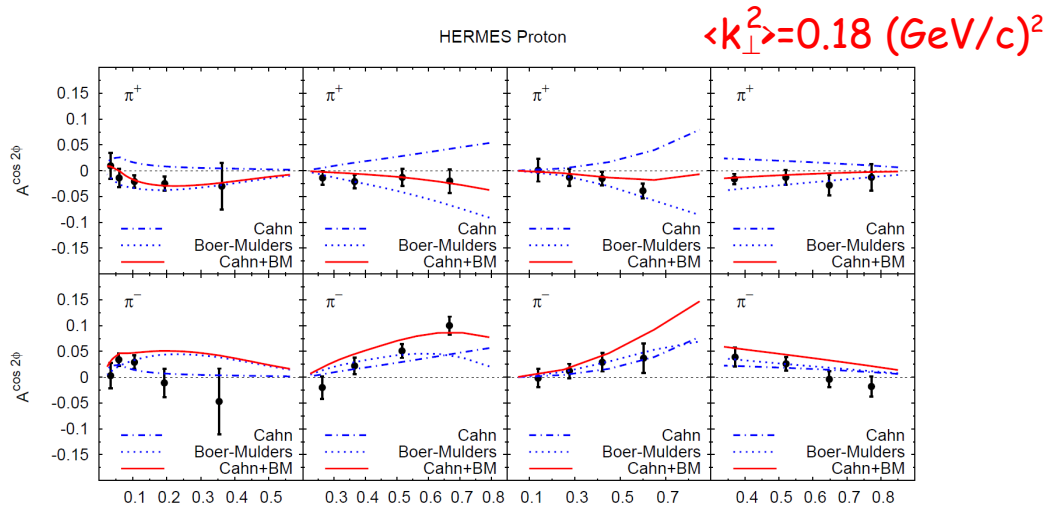 HERMES Proton
<k⊥²>=0.18 (GeV/c)²
A^cos 2ϕ
0.15
0.1
0.05
0
-0.05
-0.1
-0.15
π⁺
Cahn
Boer-Mulders
Cahn+BM
π⁺
Cahn
Boer-Mulders
Cahn+BM
π⁺
Cahn
Boer-Mulders
Cahn+BM
π⁺
Cahn
Boer-Mulders
Cahn+BM
A^cos 2ϕ
0.15
0.1
0.05
0
-0.05
-0.1
-0.15
π⁻
Cahn
Boer-Mulders
Cahn+BM
π⁻
Cahn
Boer-Mulders
Cahn+BM
π⁻
Cahn
Boer-Mulders
Cahn+BM
π⁻
Cahn
Boer-Mulders
Cahn+BM
0.1 0.2 0.3 0.4 0.5
0.3 0.4 0.5 0.6 0.7 0.8
0.1 0.3 0.5 0.7
0.4 0.5 0.6 0.7 0.8